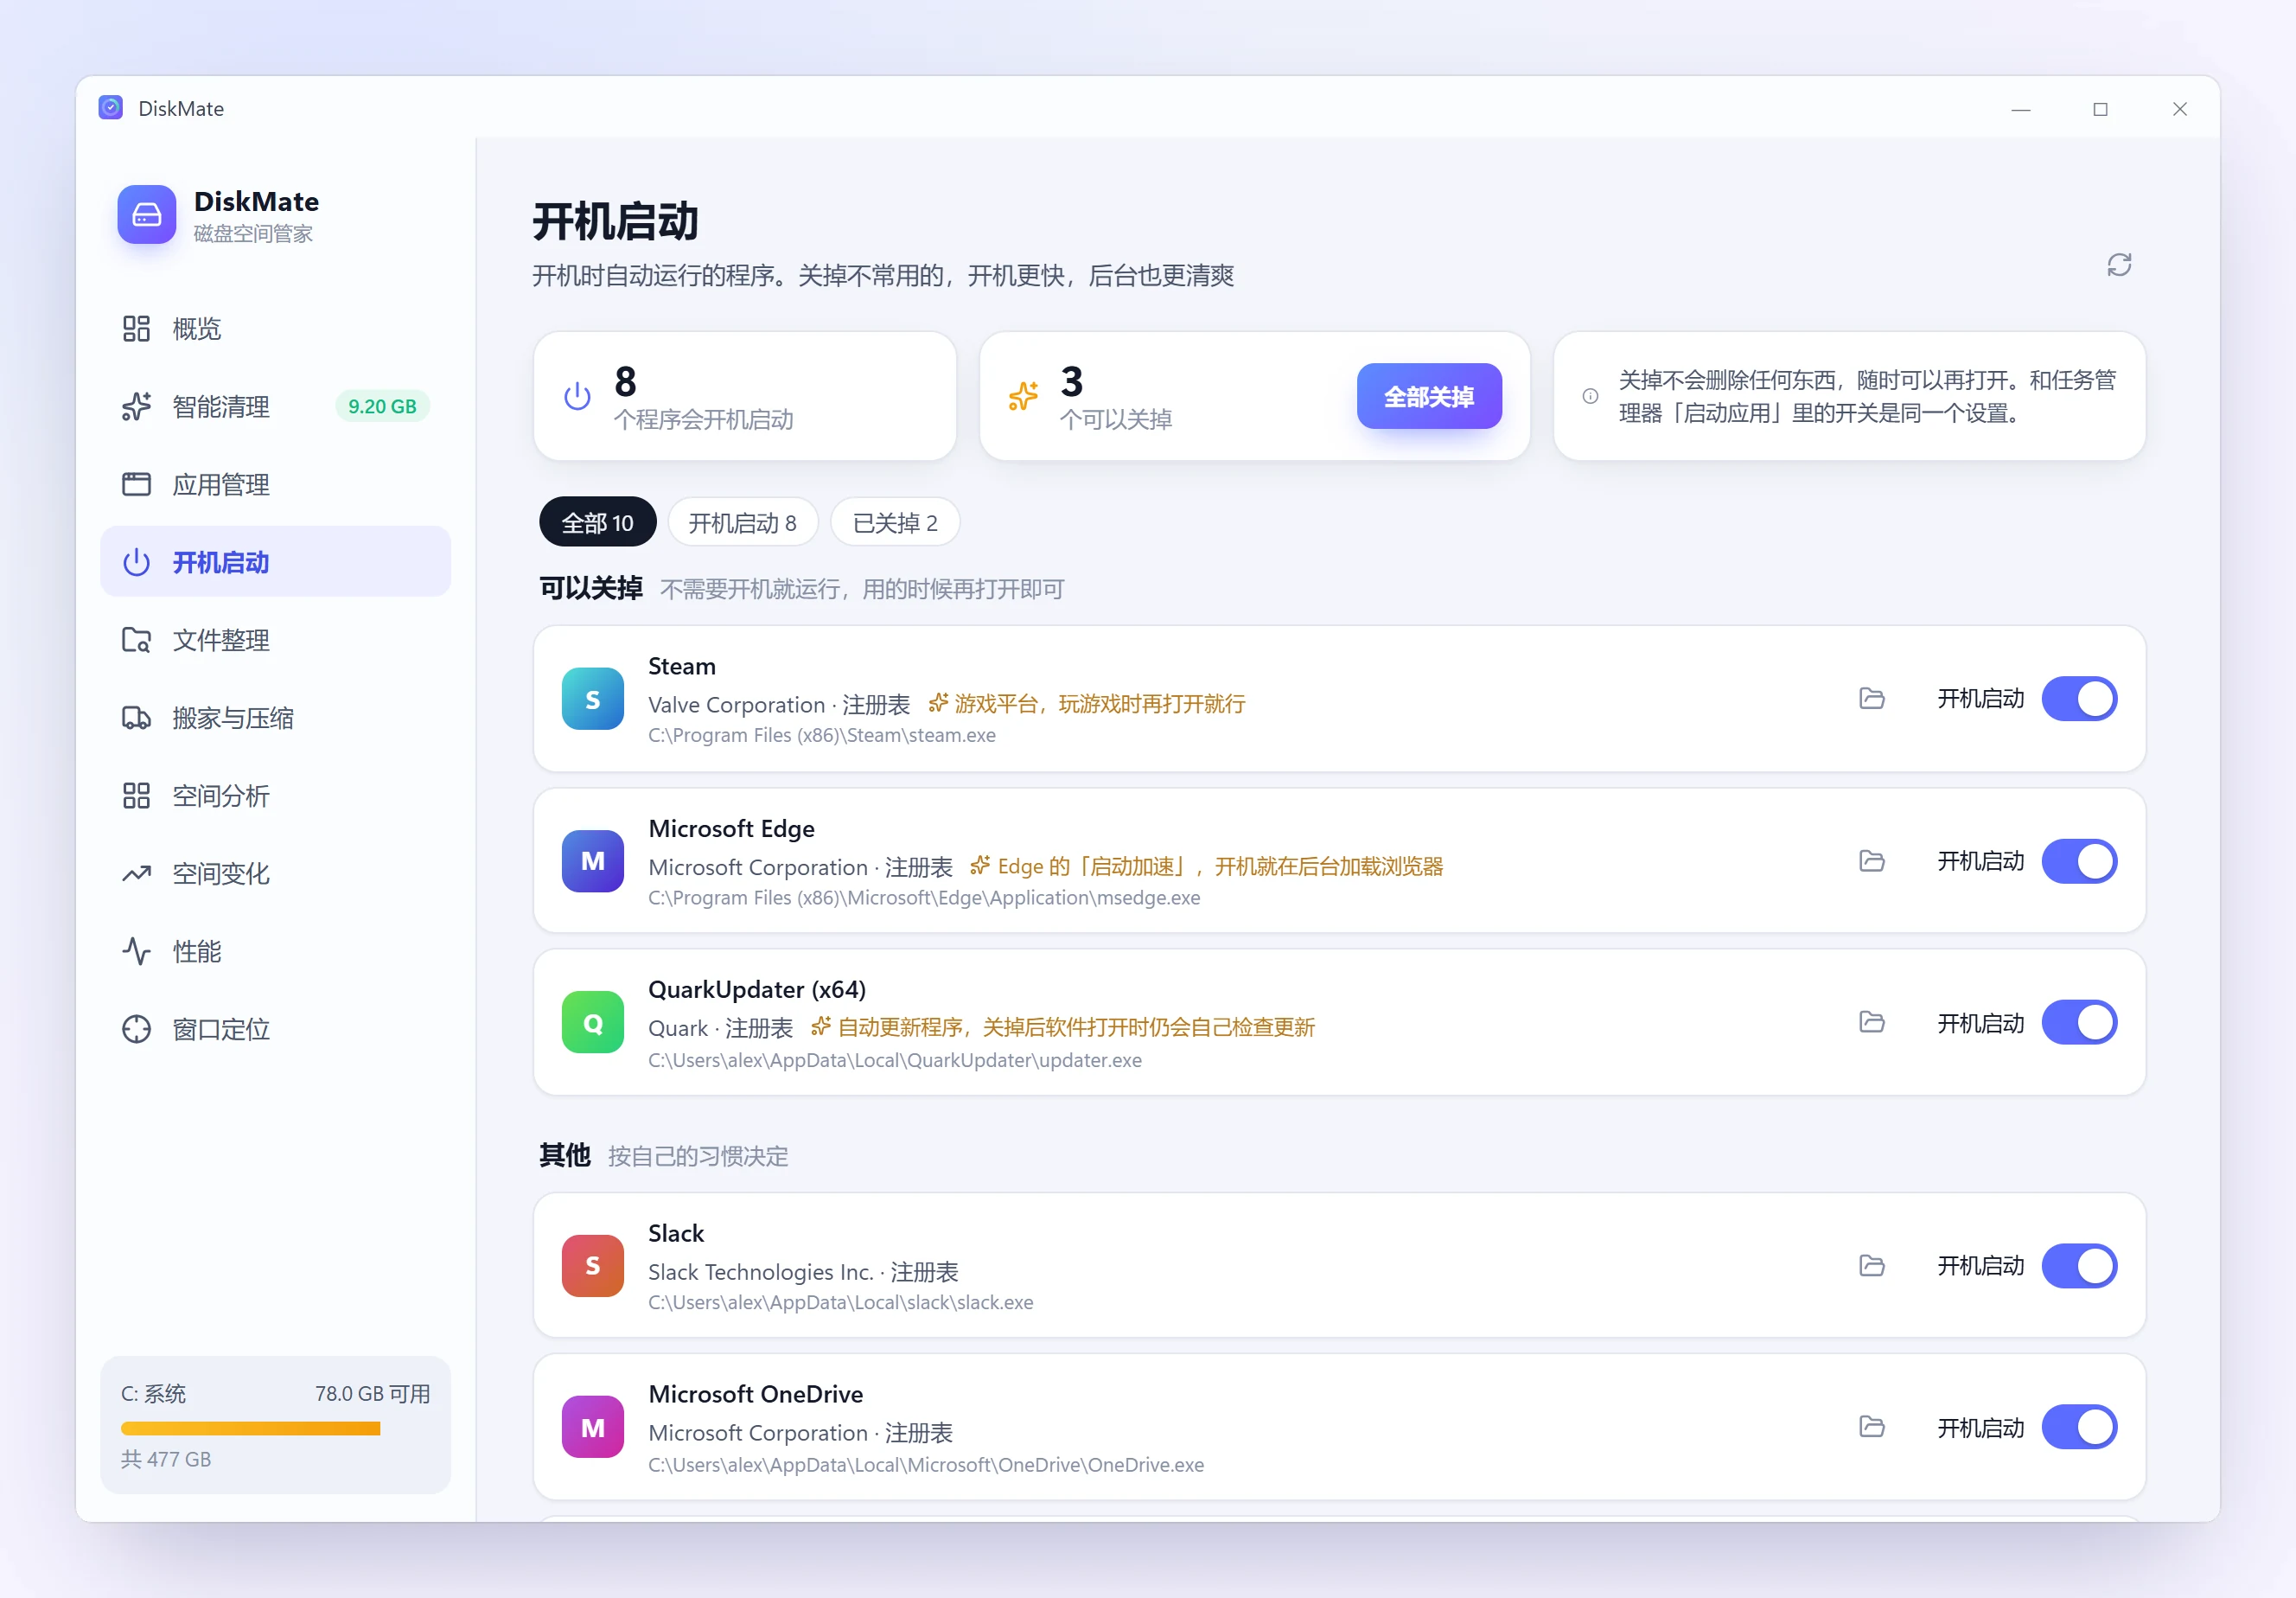 DiskMate
DiskMate
磁盘空间管家
概览
智能清理 9.20 GB
应用管理
开机启动
文件整理
搬家与压缩
空间分析
空间变化
性能
窗口定位
C: 系统 78.0 GB 可用
共 477 GB
开机启动
开机时自动运行的程序。关掉不常用的，开机更快，后台也更清爽
8
个程序会开机启动
3
个可以关掉
全部关掉
关掉不会删除任何东西，随时可以再打开。和任务管
理器「启动应用」里的开关是同一个设置。
全部 10 开机启动 8 已关掉 2
可以关掉 不需要开机就运行，用的时候再打开即可
S
Steam
Valve Corporation · 注册表 游戏平台，玩游戏时再打开就行
C:\Program Files (x86)\Steam\steam.exe
开机启动
M
Microsoft Edge
Microsoft Corporation · 注册表 Edge 的「启动加速」，开机就在后台加载浏览器
C:\Program Files (x86)\Microsoft\Edge\Application\msedge.exe
开机启动
Q
QuarkUpdater (x64)
Quark · 注册表 自动更新程序，关掉后软件打开时仍会自己检查更新
C:\Users\alex\AppData\Local\QuarkUpdater\updater.exe
开机启动
其他 按自己的习惯决定
S
Slack
Slack Technologies Inc. · 注册表
C:\Users\alex\AppData\Local\slack\slack.exe
开机启动
M
Microsoft OneDrive
Microsoft Corporation · 注册表
C:\Users\alex\AppData\Local\Microsoft\OneDrive\OneDrive.exe
开机启动